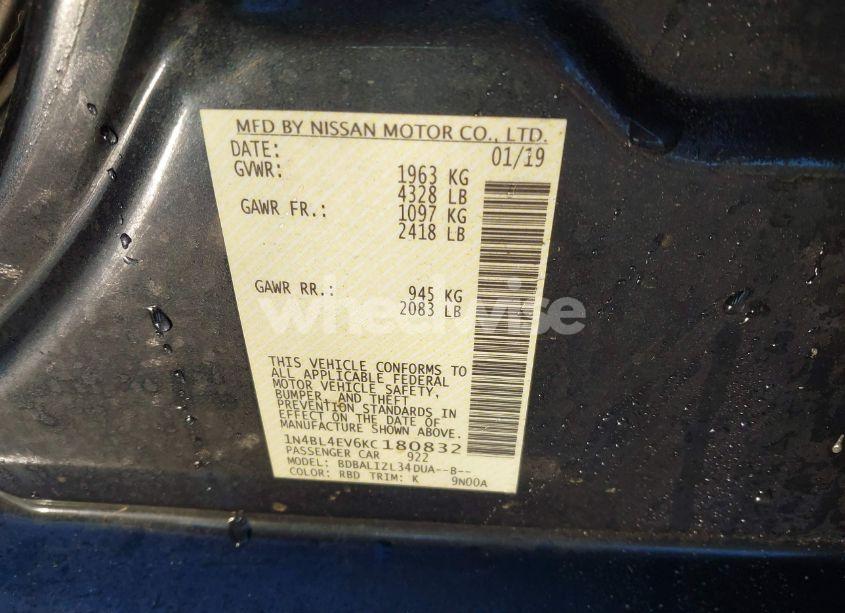 MFD BY NISSAN MOTOR CO., LTD.
DATE: 01/19
GVWR: 1963 KG
4328 LB
GAWR FR.: 1097 KG
2418 LB
GAWR RR.: 945 KG
2083 LB
wheelwise
THIS VEHICLE CONFORMS TO
ALL APPLICABLE FEDERAL
MOTOR VEHICLE SAFETY,
BUMPER, AND THEFT
PREVENTION STANDARDS IN
EFFECT ON THE DATE OF
MANUFACTURE SHOWN ABOVE.
1N4BL4EV6KC180832
PASSENGER CAR 922
MODEL: BDBALIZL34DUA--B--
COLOR: RBD TRIM: K 9N00A